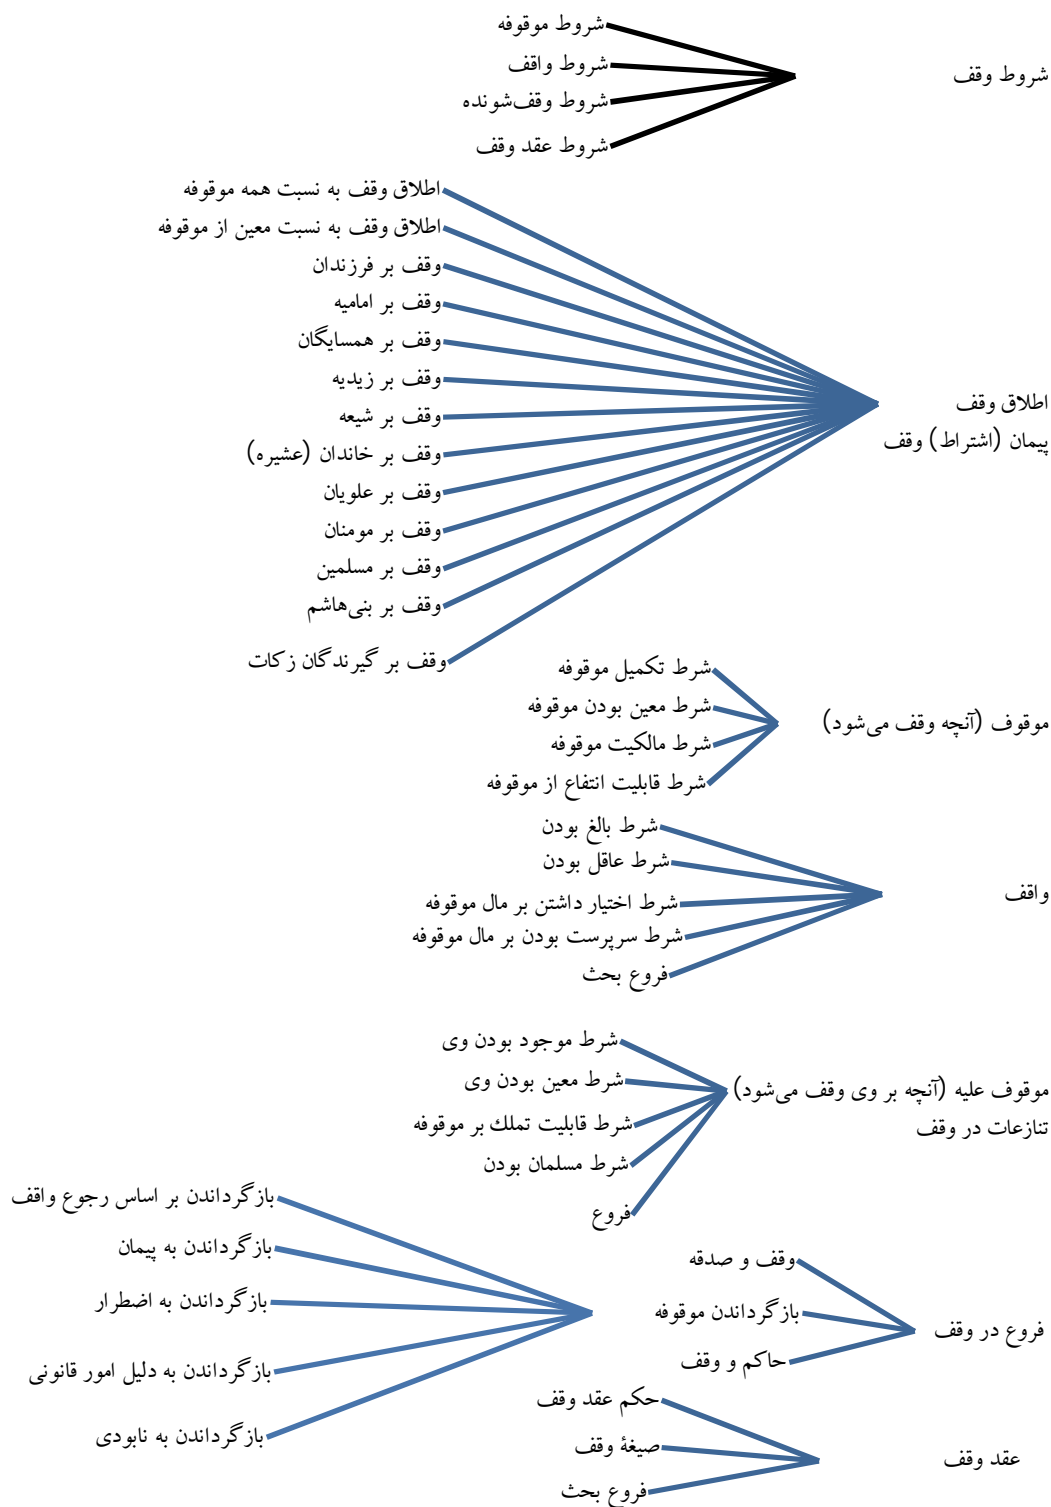 شروط وقف
شروط موقوفه
شروط واقف
شروط وقف‌شونده
شروط عقد وقف
اطلاق وقف
پیمان (اشتراط) وقف
اطلاق وقف به نسبت همه موقوفه
اطلاق وقف به نسبت معین از موقوفه
وقف بر فرزندان
وقف بر امامیه
وقف بر همسایگان
وقف بر زیدیه
وقف بر شیعه
وقف بر خاندان (عشیره)
وقف بر علویان
وقف بر مومنان
وقف بر مسلمین
وقف بر بنی‌هاشم
وقف بر گیرندگان زکات
موقوف (آنچه وقف می‌شود)
شرط تکمیل موقوفه
شرط معین بودن موقوفه
شرط مالکیت موقوفه
شرط قابلیت انتفاع از موقوفه
واقف
شرط بالغ بودن
شرط عاقل بودن
شرط اختیار داشتن بر مال موقوفه
شرط سرپرست بودن بر مال موقوفه
فروع بحث
موقوف علیه (آنچه بر وی وقف می‌شود)
تنازعات در وقف
شرط موجود بودن وی
شرط معین بودن وی
شرط قابلیت تملك بر موقوفه
شرط مسلمان بودن
فروع
فروع در وقف
وقف و صدقه
بازگرداندن موقوفه
حاکم و وقف
بازگرداندن بر اساس رجوع واقف
بازگرداندن به پیمان
بازگرداندن به اضطرار
بازگرداندن به دلیل امور قانونی
بازگرداندن به نابودی
عقد وقف
حکم عقد وقف
صیغۀ وقف
فروع بحث